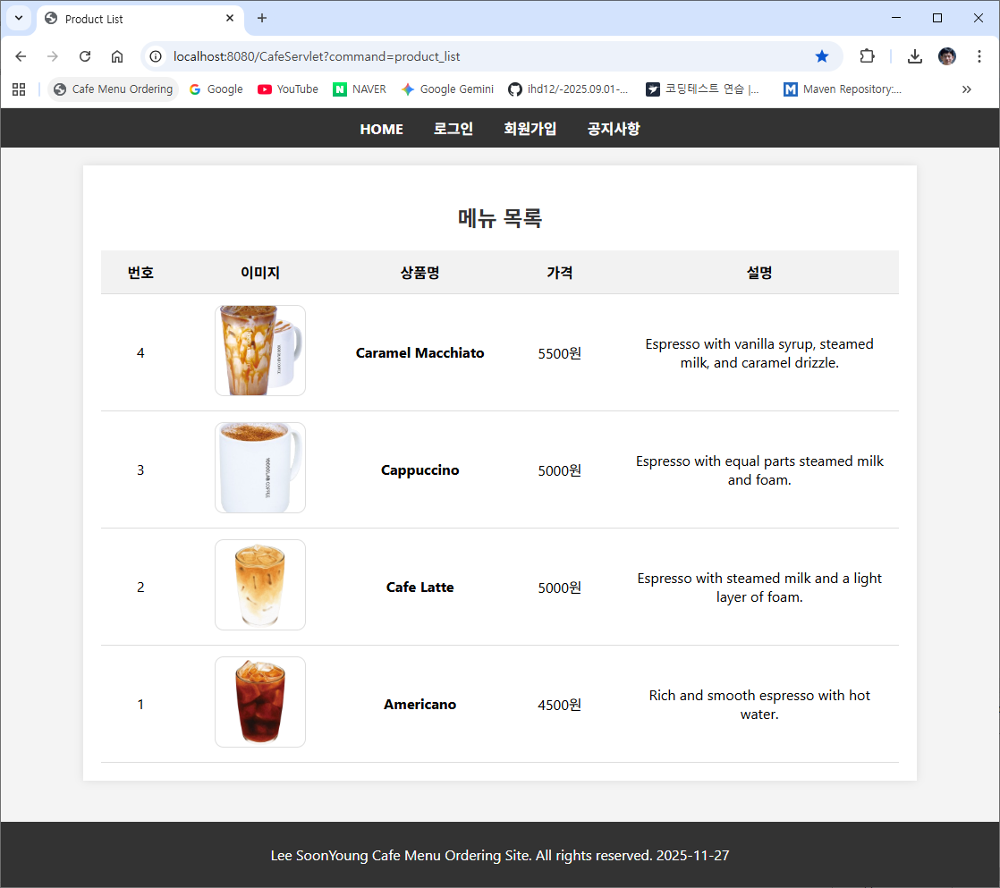 Product List
localhost:8080/CafeServlet?command=product_list
Cafe Menu Ordering Google YouTube NAVER Google Gemini ihd12/-2025.09.01-... 코딩테스트 연습 |... Maven Repository:...
HOME 로그인 회원가입 공지사항
메뉴 목록
번호 이미지 상품명 가격 설명
4 Caramel Macchiato 5500원 Espresso with vanilla syrup, steamed
milk, and caramel drizzle.
3 Cappuccino 5000원 Espresso with equal parts steamed milk
and foam.
2 Cafe Latte 5000원 Espresso with steamed milk and a light
layer of foam.
1 Americano 4500원 Rich and smooth espresso with hot
water.
Lee SoonYoung Cafe Menu Ordering Site. All rights reserved. 2025-11-27